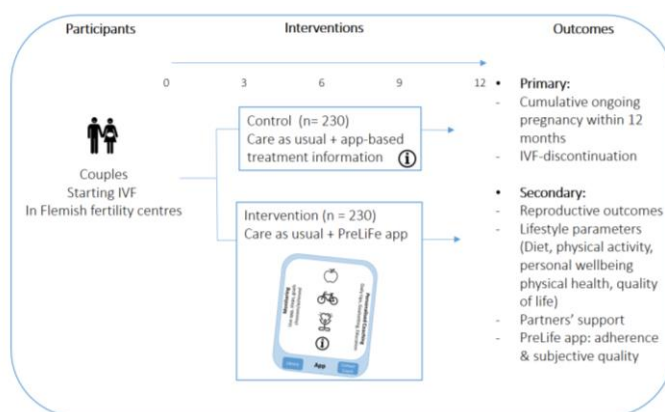 Participants
Interventions
Outcomes
0
3
6
9
12
Couples
Starting IVF
In Flemish fertility centres
Control (n= 230)
Care as usual + app-based
treatment information
Intervention (n = 230)
Care as usual + PreLiFe app
Monitoring
Personalised Coaching
App
• Primary:
- Cumulative ongoing
pregnancy within 12
months
- IVF-discontinuation
• Secondary:
- Reproductive outcomes
- Lifestyle parameters
(Diet, physical activity,
personal wellbeing
physical health, quality
of life)
- Partners' support
- PreLife app: adherence
& subjective quality